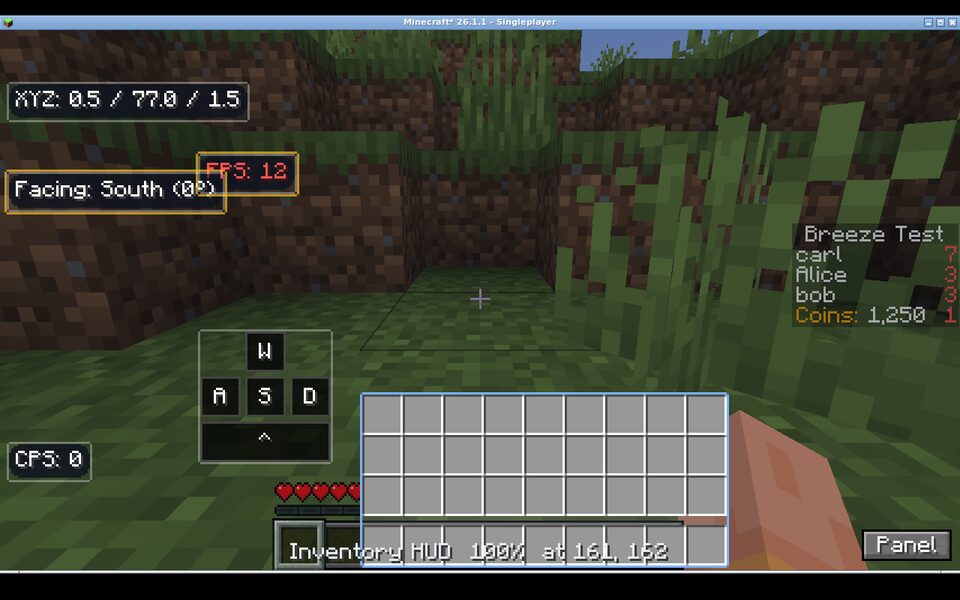 Minecraft* 26.1.1 - Singleplayer
XYZ: 0.5 / 77.0 / 1.5
FPS: 12
Facing: South (0°)
Breeze Test
carl 7
Alice 3
bob 3
Coins: 1,250 1
W
A S D
^
CPS: 0
Inventory HUD 100% at 161, 162
Panel